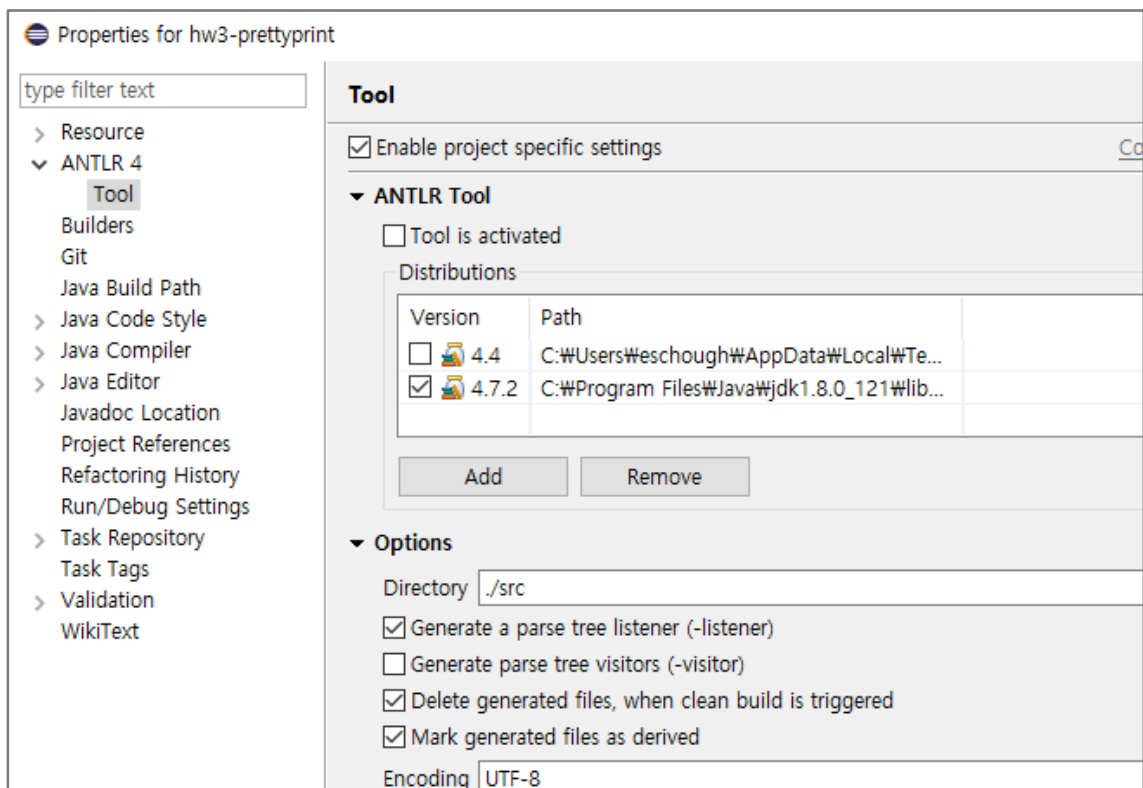 Properties for hw3-prettyprint
type filter text
Resource
ANTLR 4
Tool
Builders
Git
Java Build Path
Java Code Style
Java Compiler
Java Editor
Javadoc Location
Project References
Refactoring History
Run/Debug Settings
Task Repository
Task Tags
Validation
WikiText
Tool
Enable project specific settings
Co
ANTLR Tool
Tool is activated
Distributions
Version Path
4.4 C:₩Users₩eschough₩AppData₩Local₩Te...
4.7.2 C:₩Program Files₩Java₩jdk1.8.0_121₩lib...
Add Remove
Options
Directory ./src
Generate a parse tree listener (-listener)
Generate parse tree visitors (-visitor)
Delete generated files, when clean build is triggered
Mark generated files as derived
Encoding UTF-8